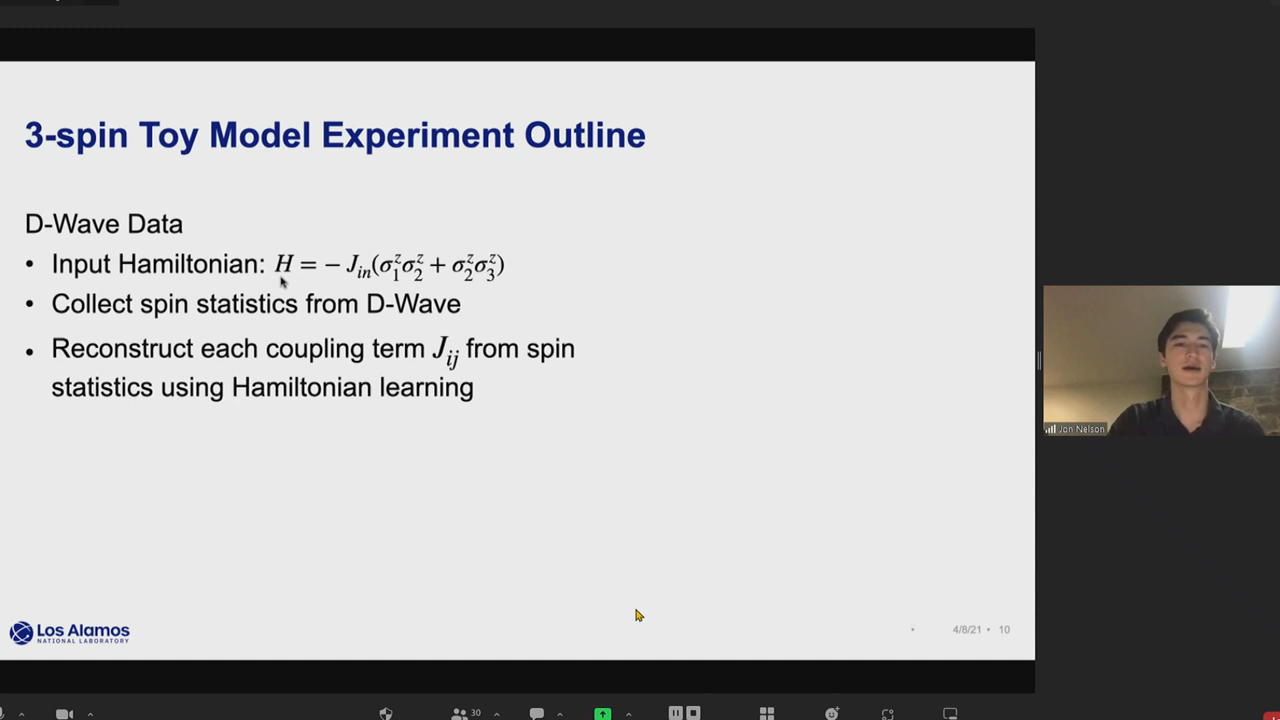 3-spin Toy Model Experiment Outline
D-Wave Data
• Input Hamiltonian: H = − J_in(σ₁ᶻσ₂ᶻ + σ₂ᶻσ₃ᶻ)
• Collect spin statistics from D-Wave
• Reconstruct each coupling term J_ij from spin
statistics using Hamiltonian learning
Jon Nelson
Los Alamos
NATIONAL LABORATORY
• 4/8/21 • 10
30